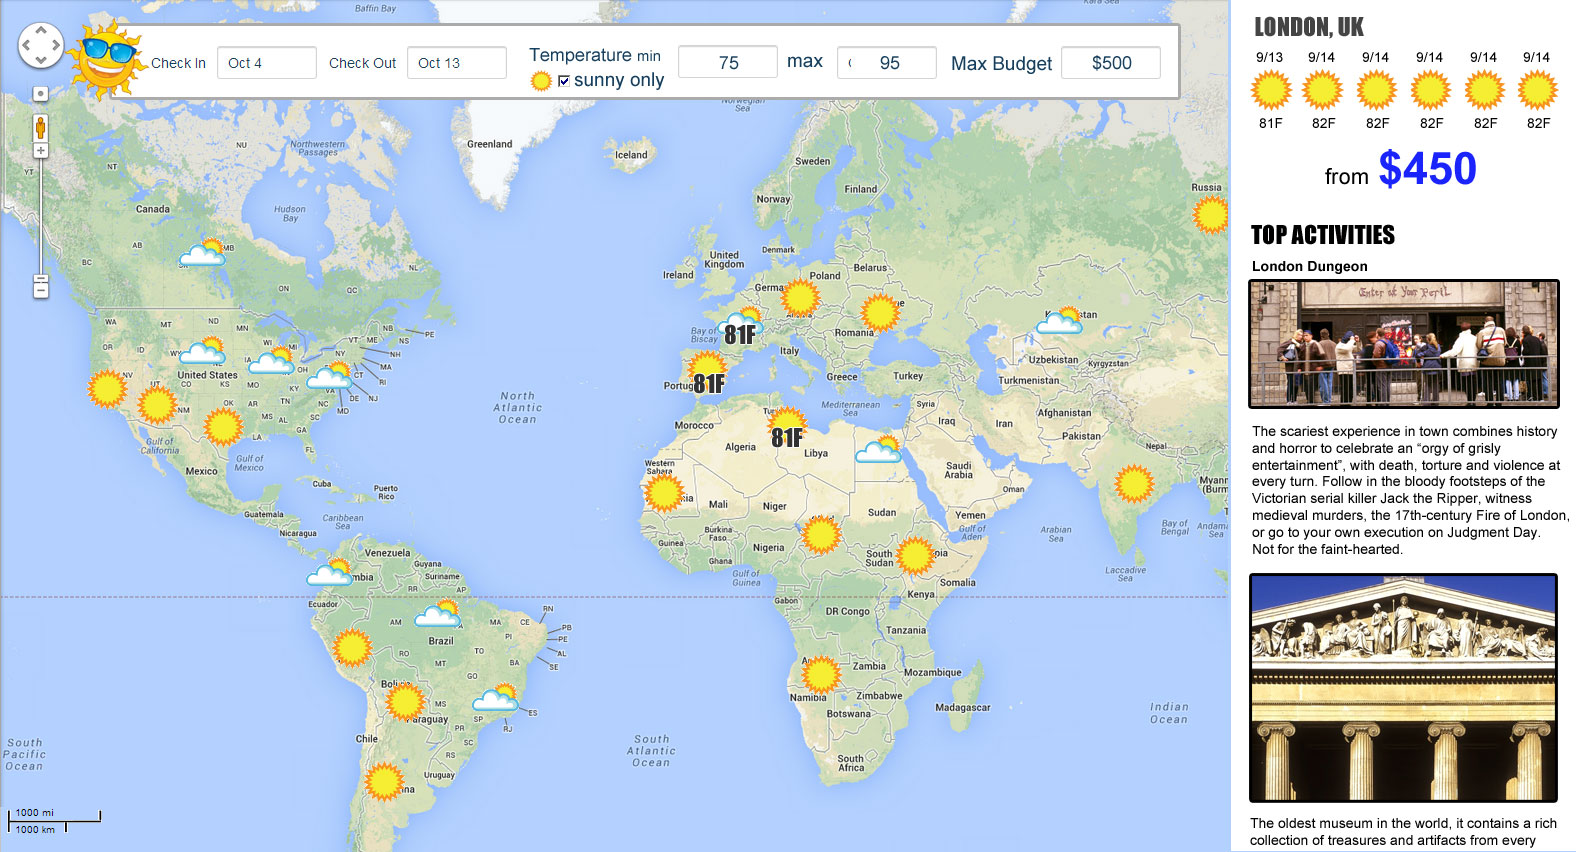 Baffin Bay
Kara Sea
Check In
Oct 4
Check Out
Oct 13
Temperature min
75
max
95
Max Budget
$500
sunny only
Norwegian
Sea
Greenland
Iceland
NU
Northwestern
Passages
NT
YT
Sweden
Finland
Norway
Russia
Canada
Hudson
Bay
AB
MB
BC
NL
ON
QC
United
Kingdom
Denmark
Ireland
Poland
Belarus
Germa
WA
MT
ND
MN
NB
PE
OR
ID
WY
WI
MI
NY
VT
ME
NS
NH
MA
CT
RI
IA
IL
IN
OH
PA
NJ
DE
MD
VA
NV
UT
CO
KS
MO
KY
NC
TN
SC
OK
AR
NM
MS
AL
GA
LA
FL
United States
Bay of
Biscay
81F
Romania
Italy
stan
Uzbekistan
Kyrgyzstan
Turkmenistan
Portug
81F
Greece
Turkey
North
Atlantic
Ocean
Mediterranean
Sea
Syria
Iraq
Iran
Afghanistan
Pakistan
Nepal
Gulf of
California
Gulf of
Mexico
Mexico
Cuba
Puerto
Rico
Morocco
Tu
81F
Algeria
Libya
Western
Sahara
Saudi
Arabia
Oman
Myanm
(Burm
Guatemala
Nicaragua
Caribbean
Sea
Mali
Niger
Sudan
Yemen
Gulf of
Aden
Arabian
Sea
Bay of
Bengal
Andama
Sea
Burkina
Faso
Guinea
Ghana
Nigeria
South
Sudan
pia
Somalia
Laccadive
Sea
Venezuela
Guyana
Suriname
mbia
Gulf of
Guinea
Ecuador
RR
AP
AM
MA
CE
RN
PB
PE
AL
SE
PI
TO
BA
RO
MT
GO
MS
ES
RJ
SP
PR
SC
RS
Brazil
Gabon
DR Congo
Kenya
Tanzania
Boliv
Paraguay
Chile
Uruguay
ina
Zambia
Mozambique
Zimbabwe
Namibia
Botswana
Madagascar
South
Africa
South
Pacific
Ocean
South
Atlantic
Ocean
Indian
Ocean
1000 mi
1000 km
LONDON, UK
9/13 9/14 9/14 9/14 9/14 9/14
81F 82F 82F 82F 82F 82F
from $450
TOP ACTIVITIES
London Dungeon
Enter at Your Peril
The scariest experience in town combines history
and horror to celebrate an “orgy of grisly
entertainment”, with death, torture and violence at
every turn. Follow in the bloody footsteps of the
Victorian serial killer Jack the Ripper, witness
medieval murders, the 17th-century Fire of London,
or go to your own execution on Judgment Day.
Not for the faint-hearted.
The oldest museum in the world, it contains a rich
collection of treasures and artifacts from every